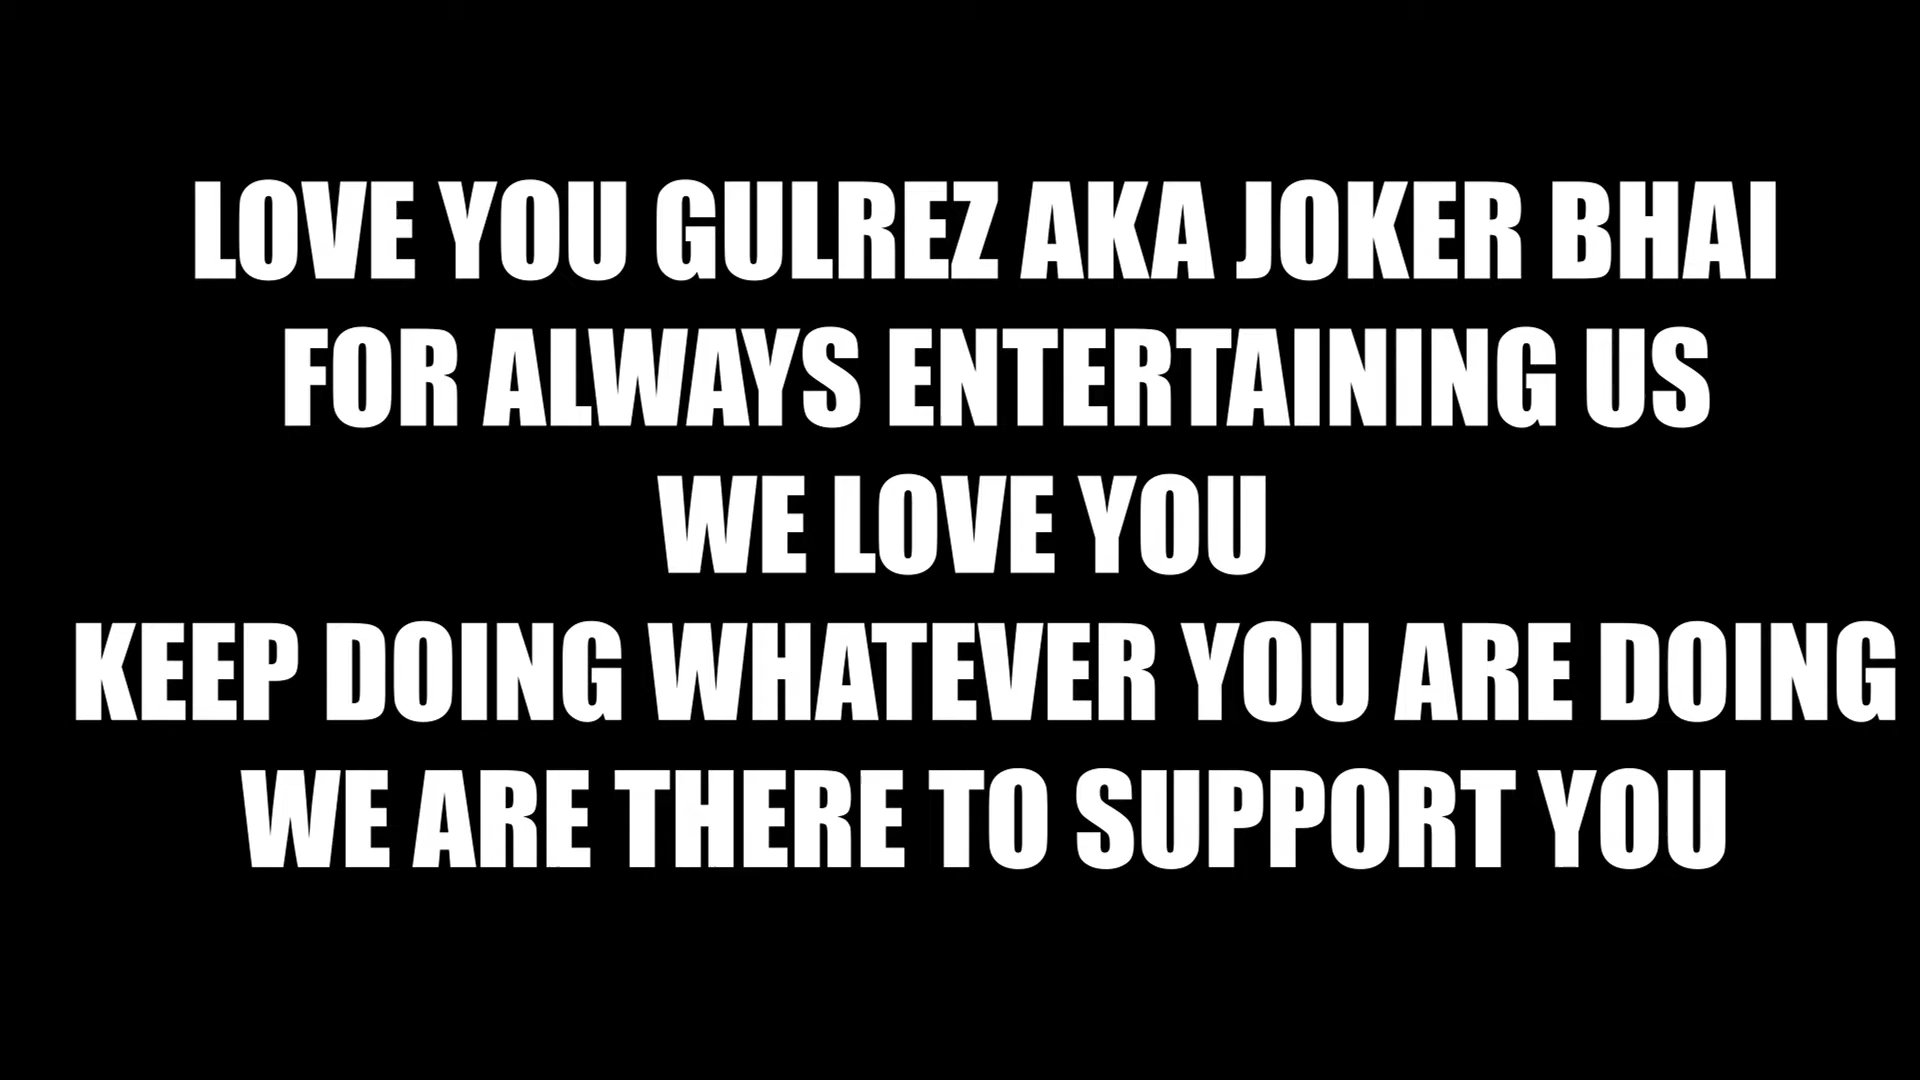 LOVE YOU GULREZ AKA JOKER BHAI
FOR ALWAYS ENTERTAINING US
WE LOVE YOU
KEEP DOING WHATEVER YOU ARE DOING
WE ARE THERE TO SUPPORT YOU